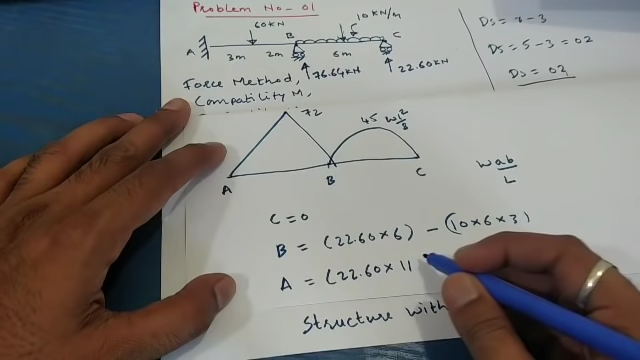 Problem No-01
60KN 10KN/m
A B C
3m 2m 6m
76.64KN 22.60KN
Force Method,
Compatibility M,
Ds = 7-3
Ds = 5-3 = 02
Ds = 02
72 45 wl²/8
A B C
Wab/L
C = 0
B = (22.60×6) - (10×6×3)
A = (22.60×11
Structure with